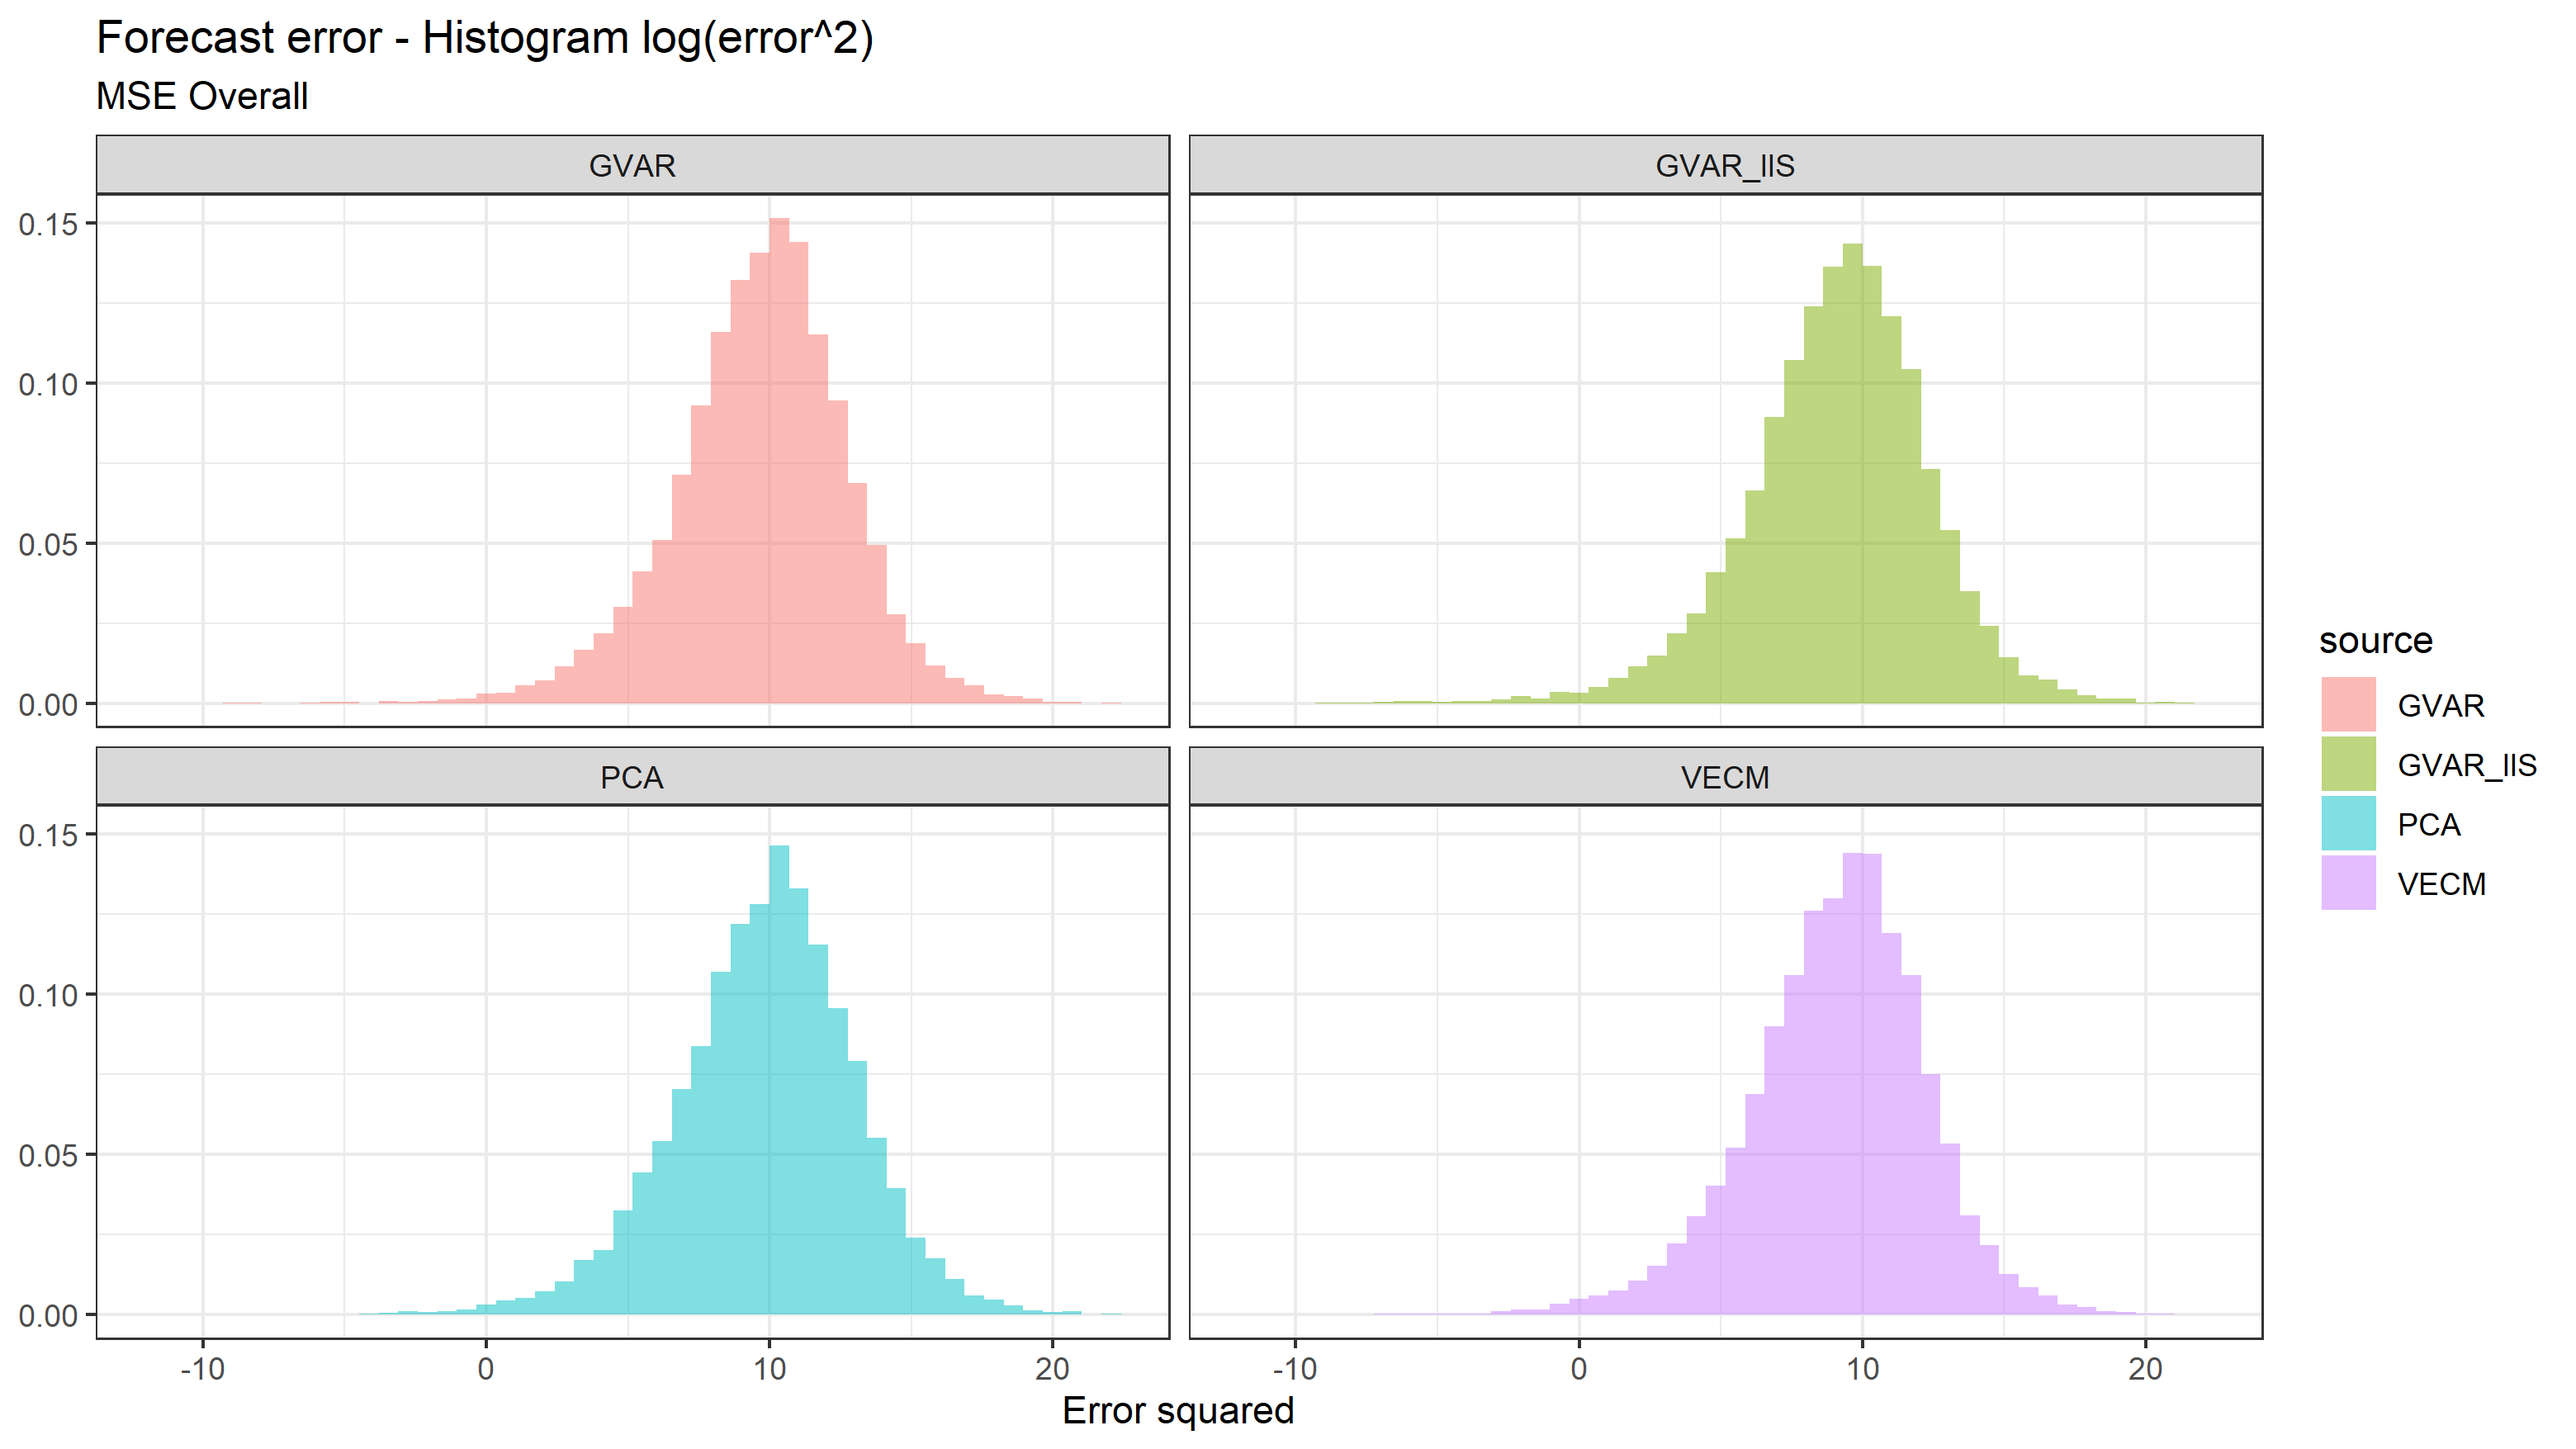 Forecast error - Histogram log(error^2)
MSE Overall
GVAR
GVAR_IIS
0.15
0.10
0.05
0.00
PCA
VECM
0.15
0.10
0.05
0.00
-10 0 10 20
-10 0 10 20
Error squared
source
GVAR
GVAR_IIS
PCA
VECM